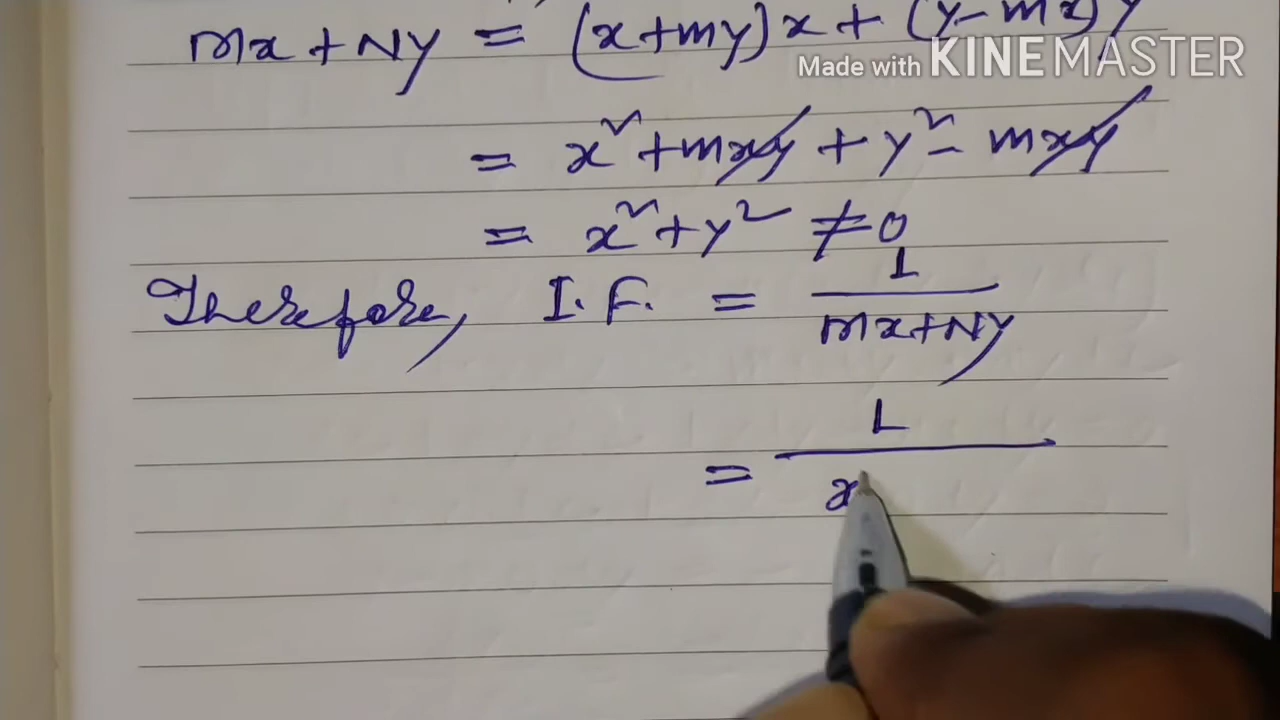 Mx + Ny = (x+my)x + (y-mx)y
Made with KINEMASTER
= x² + mxy + y² - mxy
= x² + y² ≠ 0
Therefore, I.F. = 1/(Mx+Ny)
= 1/x